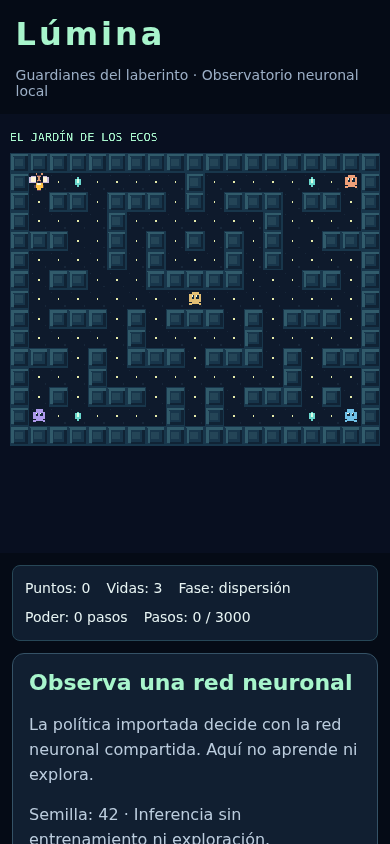 Lúmina
Guardianes del laberinto · Observatorio neuronal
local
EL JARDÍN DE LOS ECOS
Puntos: 0 Vidas: 3 Fase: dispersión
Poder: 0 pasos Pasos: 0 / 3000
Observa una red neuronal
La política importada decide con la red
neuronal compartida. Aquí no aprende ni
explora.
Semilla: 42 · Inferencia sin
entrenamiento ni exploración.